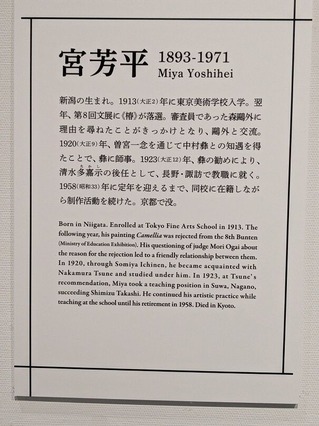 宮芳平 1893-1971
Miya Yoshihei
新潟の生まれ。1913(大正2)年に東京美術学校入学。翌
年、第8回文展に《椿》が落選。審査員であった森鷗外に
理由を尋ねたことがきっかけとなり、鷗外と交流。
1920(大正9)年、曽宮一念を通じて中村彝との知遇を得
たことで、彝に師事。1923(大正12)年、彝の勧めにより、
清水多嘉示の後任として、長野・諏訪で教職に就く。
1958(昭和33)年に定年を迎えるまで、同校に在籍しなが
ら制作活動を続けた。京都で没。
Born in Niigata. Enrolled at Tokyo Fine Arts School in 1913. The
following year, his painting Camellia was rejected from the 8th Bunten
(Ministry of Education Exhibition). His questioning of judge Mori Ogai about
the reason for the rejection led to a friendly relationship between them.
In 1920, through Somiya Ichinen, he became acquainted with
Nakamura Tsune and studied under him. In 1923, at Tsune's
recommendation, Miya took a teaching position in Suwa, Nagano,
succeeding Shimizu Takashi. He continued his artistic practice while
teaching at the school until his retirement in 1958. Died in Kyoto.